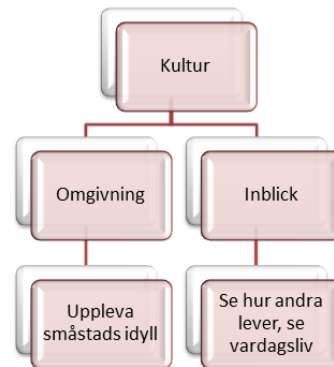 Kultur
Omgivning
Inblick
Uppleva
småstads idyll
Se hur andra
lever, se
vardagsliv